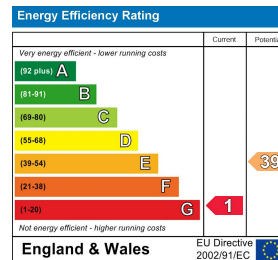 Energy Efficiency Rating
Current
Very energy efficient - lower running costs
(92 plus) A
(81-91) B
(69-80) C
(55-68) D
(39-54) E
39
(21-38) F
(1-20) G
1
Not energy efficient - higher running costs
England & Wales
EU Directive
2002/91/EC